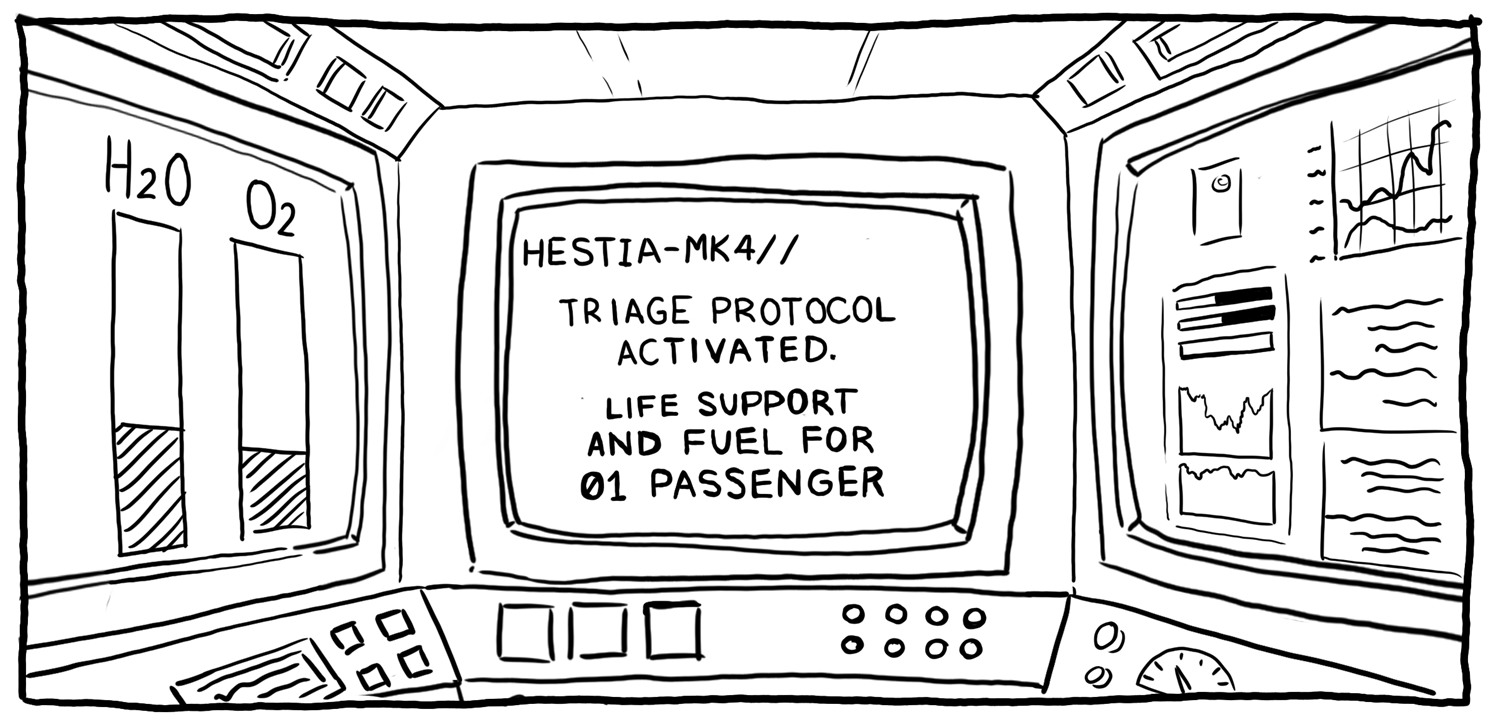 H2O
O2
HESTIA-MK4//
TRIAGE PROTOCOL
ACTIVATED.
LIFE SUPPORT
AND FUEL FOR
01 PASSENGER